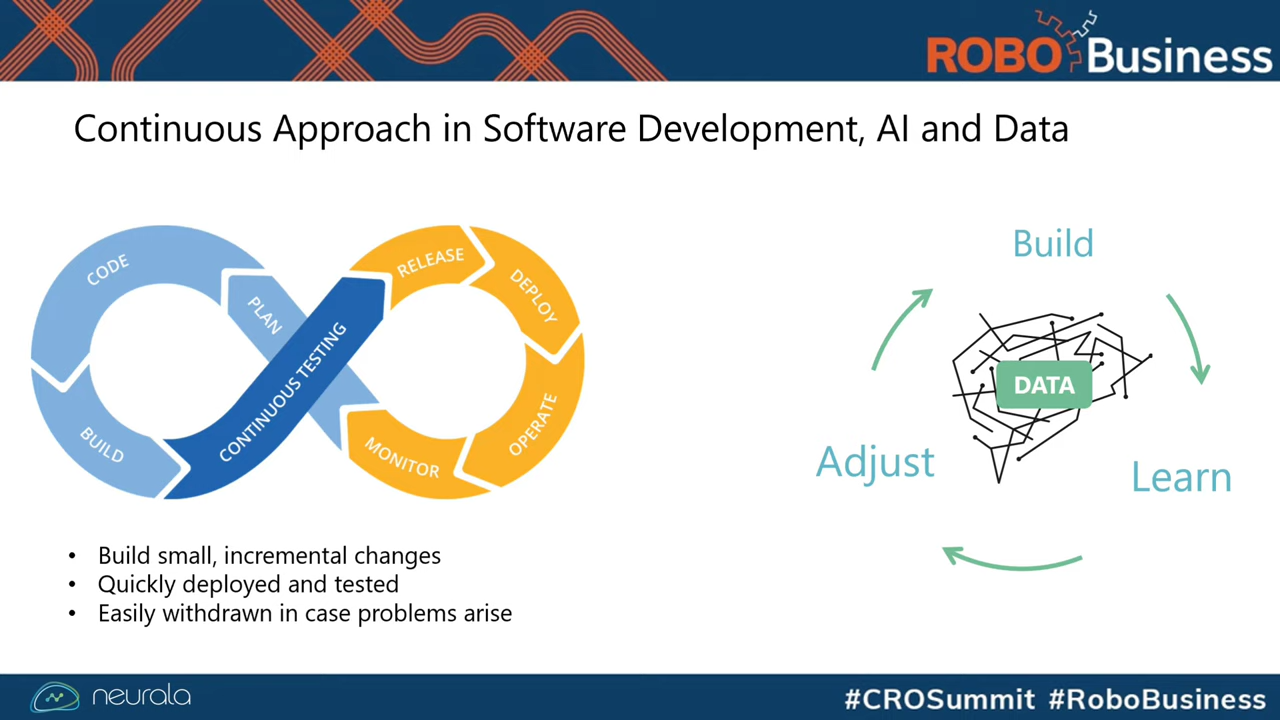 ROBO Business
Continuous Approach in Software Development, AI and Data
CODE
PLAN
BUILD
CONTINUOUS TESTING
RELEASE
DEPLOY
OPERATE
MONITOR
Build
DATA
Adjust
Learn
• Build small, incremental changes
• Quickly deployed and tested
• Easily withdrawn in case problems arise
neurala
#CROSummit #RoboBusiness